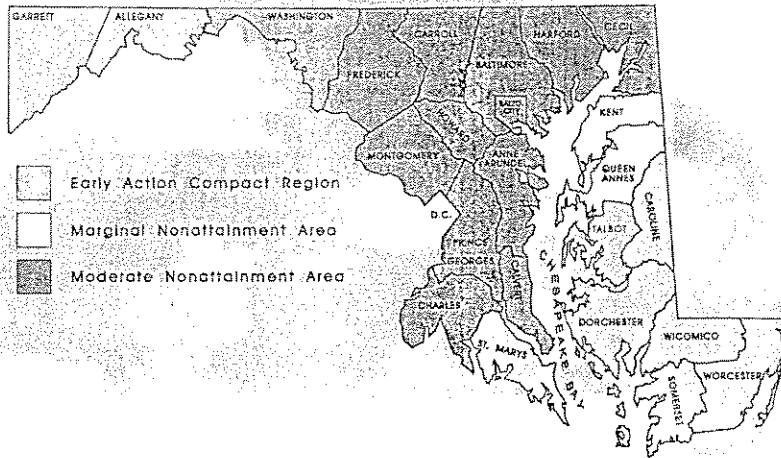 GARRETT
ALLEGANY
WASHINGTON
CARROLL
HARFORD
CECIL
FREDERICK
BALTIMORE
BALTO
CITY
KENT
HOWARD
MONTGOMERY
ANNE
ARUNDEL
QUEEN
ANNES
CAROLINE
Early Action Compact Region
D.C.
TALBOT
Marginal Nonattainment Area
PRINCE
GEORGES
Moderate Nonattainment Area
CALVERT
CHESAPEAKE BAY
CHARLES
DORCHESTER
ST. MARYS
WICOMICO
WORCESTER
SOMERSET